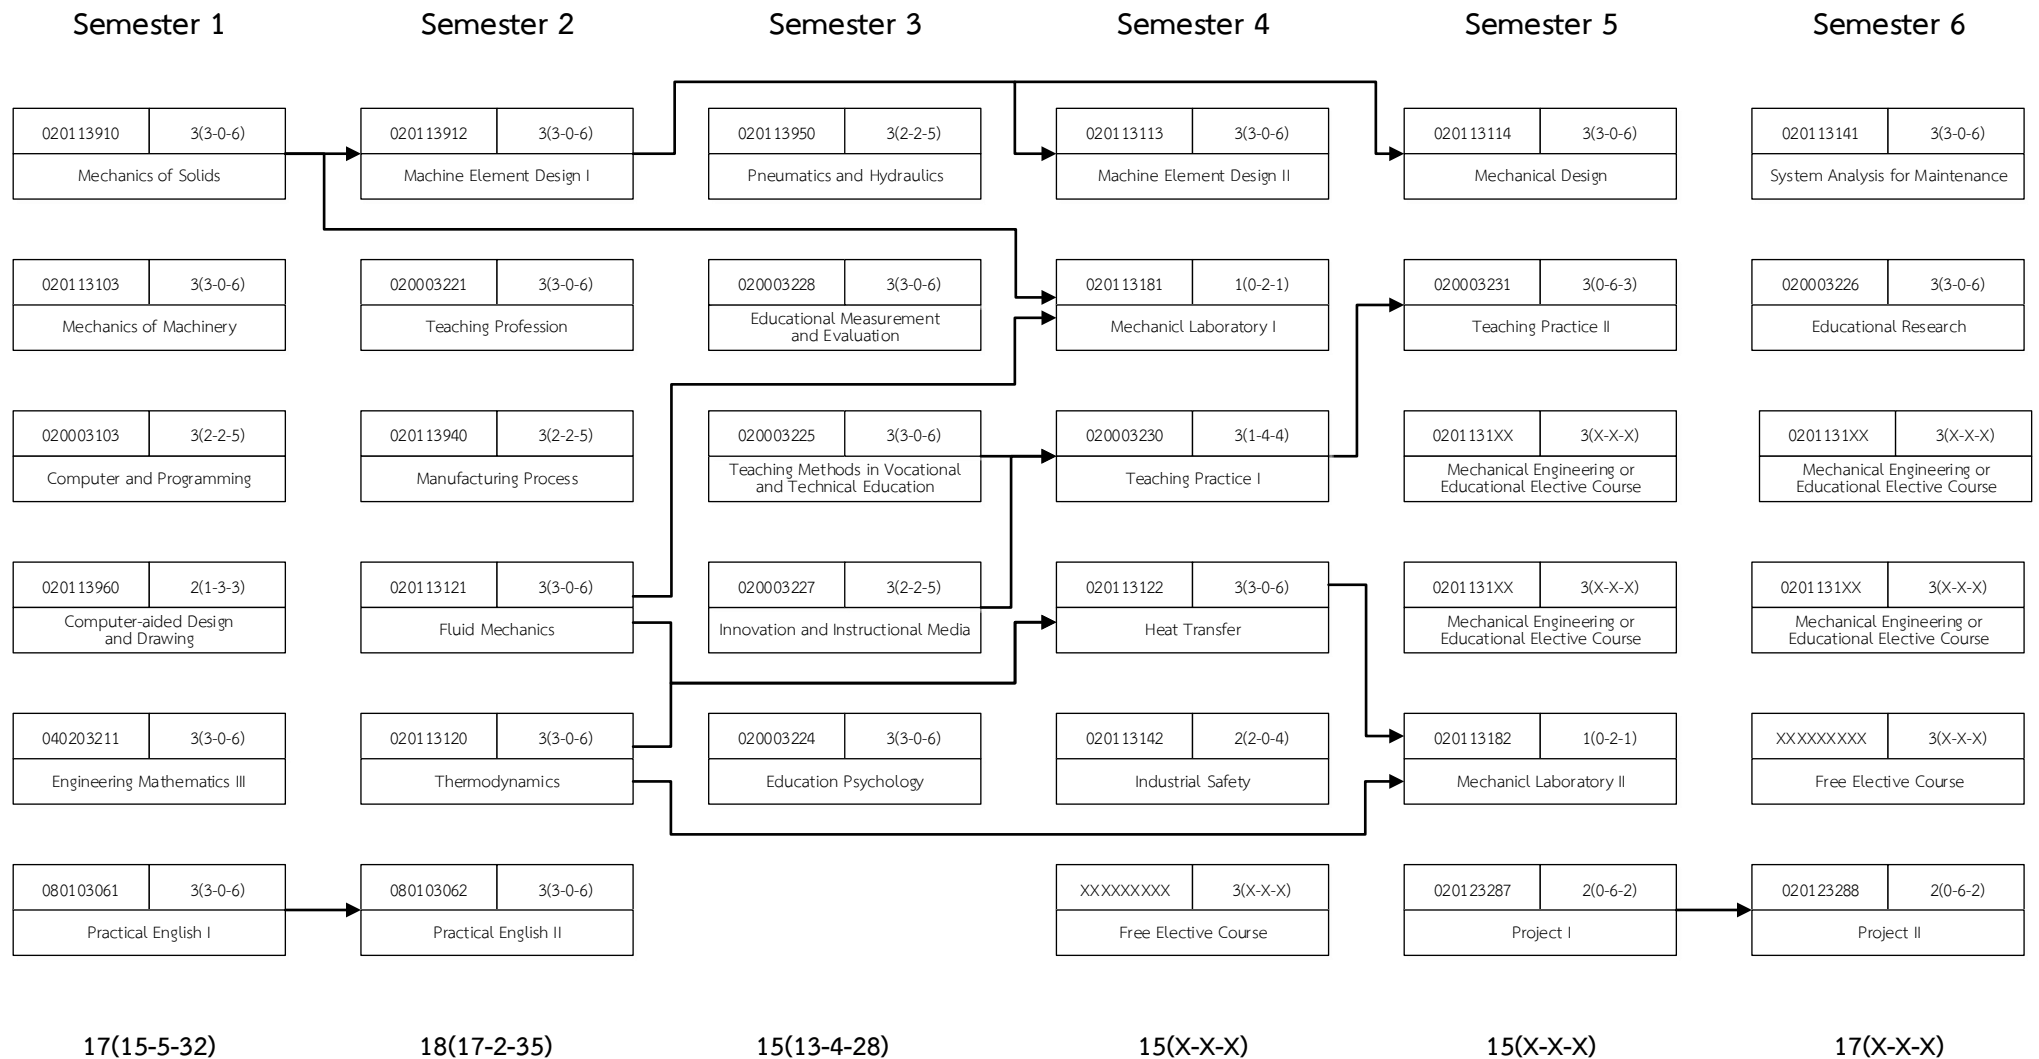 Semester 1
Semester 2
Semester 3
Semester 4
Semester 5
Semester 6
020113910 3(3-0-6)
Mechanics of Solids
020113912 3(3-0-6)
Machine Element Design I
020113950 3(2-2-5)
Pneumatics and Hydraulics
020113113 3(3-0-6)
Machine Element Design II
020113114 3(3-0-6)
Mechanical Design
020113141 3(3-0-6)
System Analysis for Maintenance
020113103 3(3-0-6)
Mechanics of Machinery
020003221 3(3-0-6)
Teaching Profession
020003228 3(3-0-6)
Educational Measurement
and Evaluation
020113181 1(0-2-1)
Mechanicl Laboratory I
020003231 3(0-6-3)
Teaching Practice II
020003226 3(3-0-6)
Educational Research
020003103 3(2-2-5)
Computer and Programming
020113940 3(2-2-5)
Manufacturing Process
020003225 3(3-0-6)
Teaching Methods in Vocational
and Technical Education
020003230 3(1-4-4)
Teaching Practice I
0201131XX 3(X-X-X)
Mechanical Engineering or
Educational Elective Course
0201131XX 3(X-X-X)
Mechanical Engineering or
Educational Elective Course
020113960 2(1-3-3)
Computer-aided Design
and Drawing
020113121 3(3-0-6)
Fluid Mechanics
020003227 3(2-2-5)
Innovation and Instructional Media
020113122 3(3-0-6)
Heat Transfer
0201131XX 3(X-X-X)
Mechanical Engineering or
Educational Elective Course
0201131XX 3(X-X-X)
Mechanical Engineering or
Educational Elective Course
040203211 3(3-0-6)
Engineering Mathematics III
020113120 3(3-0-6)
Thermodynamics
020003224 3(3-0-6)
Education Psychology
020113142 2(2-0-4)
Industrial Safety
020113182 1(0-2-1)
Mechanicl Laboratory II
XXXXXXXXX 3(X-X-X)
Free Elective Course
080103061 3(3-0-6)
Practical English I
080103062 3(3-0-6)
Practical English II
XXXXXXXXX 3(X-X-X)
Free Elective Course
020123287 2(0-6-2)
Project I
020123288 2(0-6-2)
Project II
17(15-5-32)
18(17-2-35)
15(13-4-28)
15(X-X-X)
15(X-X-X)
17(X-X-X)